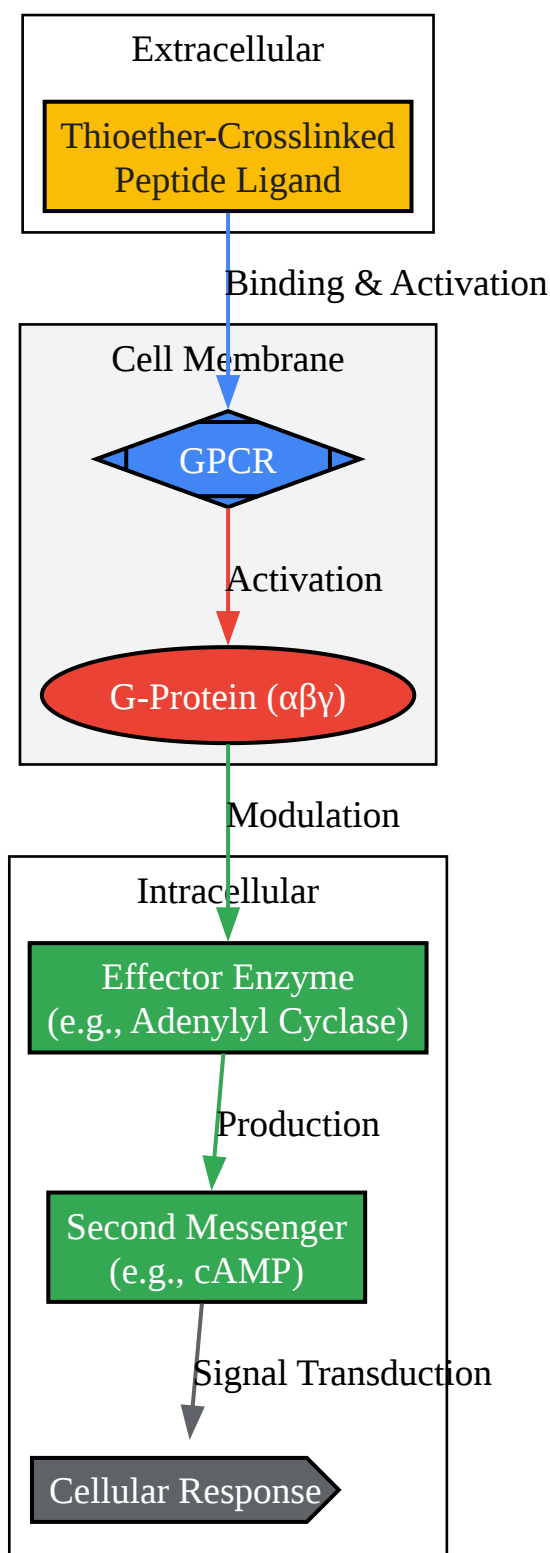 Extracellular
Thioether-Crosslinked
Peptide Ligand
Binding & Activation
Cell Membrane
GPCR
Activation
G-Protein (αβγ)
Modulation
Intracellular
Effector Enzyme
(e.g., Adenylyl Cyclase)
Production
Second Messenger
(e.g., cAMP)
Signal Transduction
Cellular Response